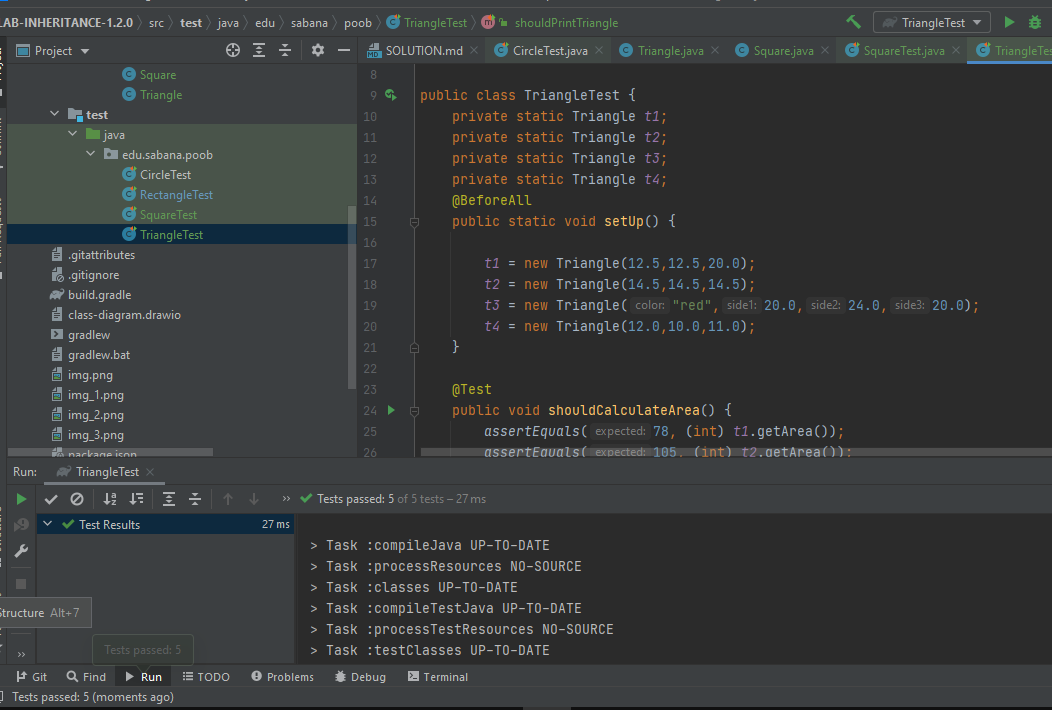 LAB-INHERITANCE-1.2.0 > src > test > java > edu > sabana > poob > TriangleTest > shouldPrintTriangle
TriangleTest
Project
SOLUTION.md × CircleTest.java × Triangle.java × Square.java × SquareTest.java × TriangleTes
Square
Triangle
test
java
edu.sabana.poob
CircleTest
RectangleTest
SquareTest
TriangleTest
.gitattributes
.gitignore
build.gradle
class-diagram.drawio
gradlew
gradlew.bat
img.png
img_1.png
img_2.png
img_3.png
package.json
8
9 public class TriangleTest {
10 private static Triangle t1;
11 private static Triangle t2;
12 private static Triangle t3;
13 private static Triangle t4;
14 @BeforeAll
15 public static void setUp() {
16
17 t1 = new Triangle(12.5,12.5,20.0);
18 t2 = new Triangle(14.5,14.5,14.5);
19 t3 = new Triangle( color: "red", side1: 20.0, side2: 24.0, side3: 20.0);
20 t4 = new Triangle(12.0,10.0,11.0);
21 }
22
23 @Test
24 public void shouldCalculateArea() {
25 assertEquals( expected: 78, (int) t1.getArea());
26 assertEquals( expected: 105, (int) t2.getArea());
Run: TriangleTest ×
Tests passed: 5 of 5 tests – 27 ms
Test Results 27 ms
> Task :compileJava UP-TO-DATE
> Task :processResources NO-SOURCE
> Task :classes UP-TO-DATE
> Task :compileTestJava UP-TO-DATE
> Task :processTestResources NO-SOURCE
> Task :testClasses UP-TO-DATE
Structure Alt+7
Tests passed: 5
Git Find Run TODO Problems Debug Terminal
Tests passed: 5 (moments ago)